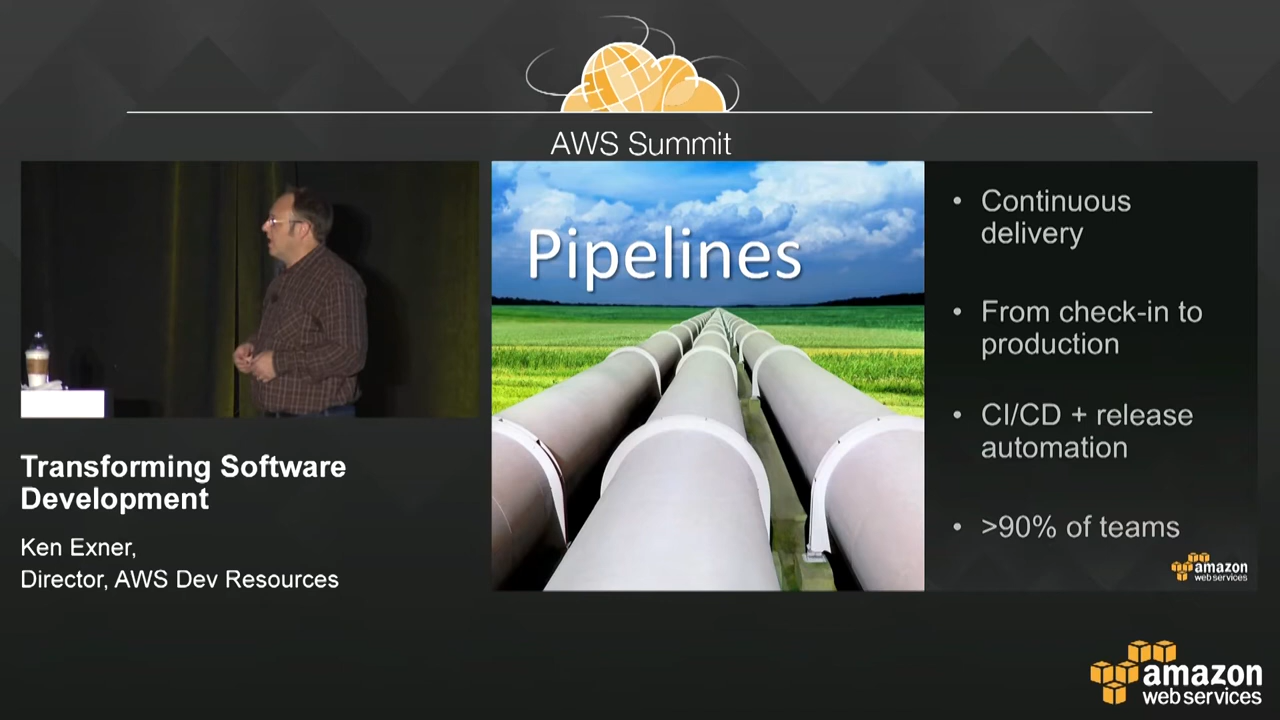 AWS Summit
Pipelines
• Continuous
delivery
• From check-in to
production
• CI/CD + release
automation
• >90% of teams
amazon
web services
Transforming Software
Development
Ken Exner,
Director, AWS Dev Resources
amazon
web services